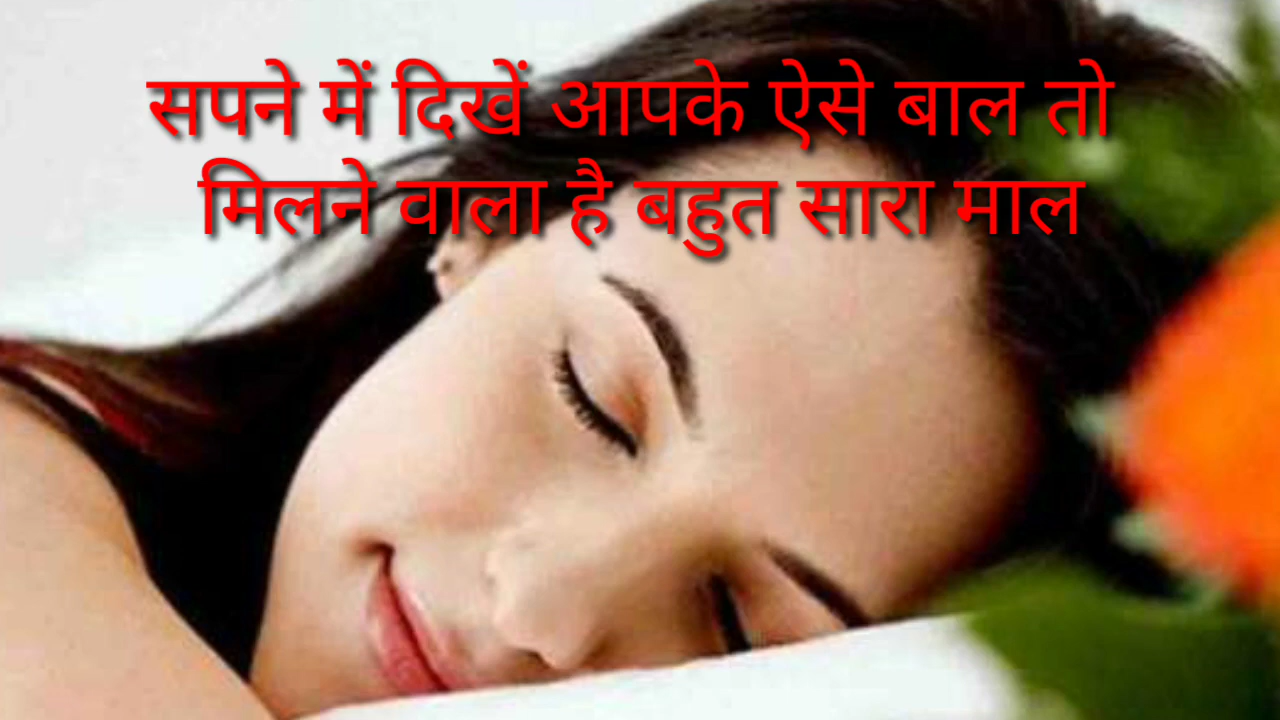 सपने में दिखें आपके ऐसे बाल तो
मिलने वाला है बहुत सारा माल